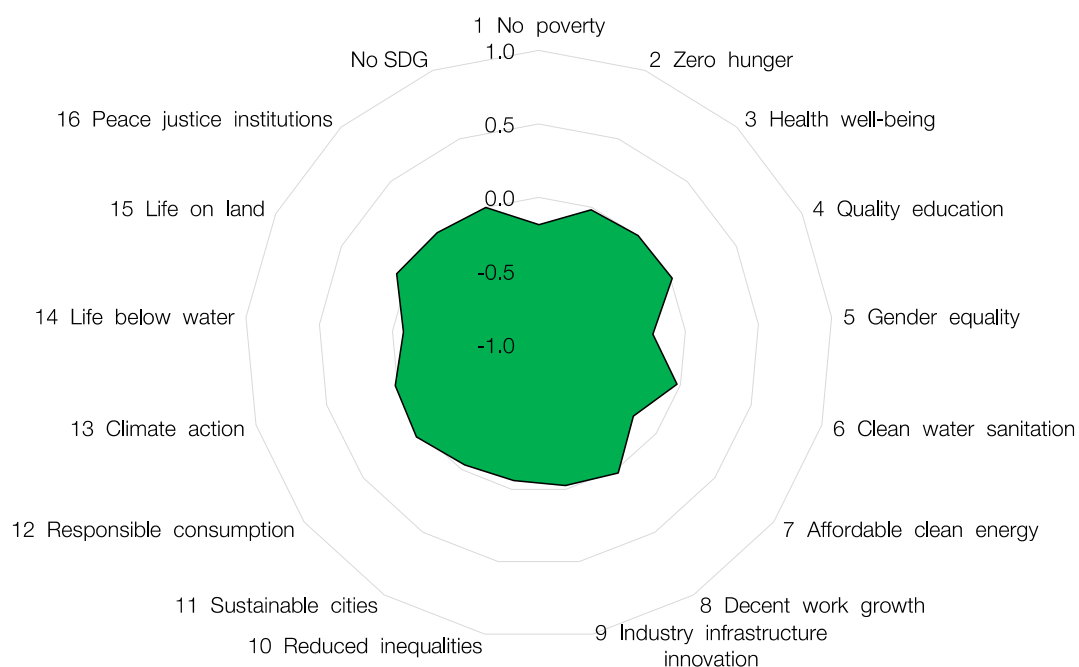 1 No poverty
1.0
No SDG
2 Zero hunger
16 Peace justice institutions
0.5
3 Health well-being
15 Life on land
0.0
4 Quality education
-0.5
14 Life below water
-1.0
5 Gender equality
13 Climate action
6 Clean water sanitation
12 Responsible consumption
7 Affordable clean energy
11 Sustainable cities
8 Decent work growth
10 Reduced inequalities
9 Industry infrastructure
innovation